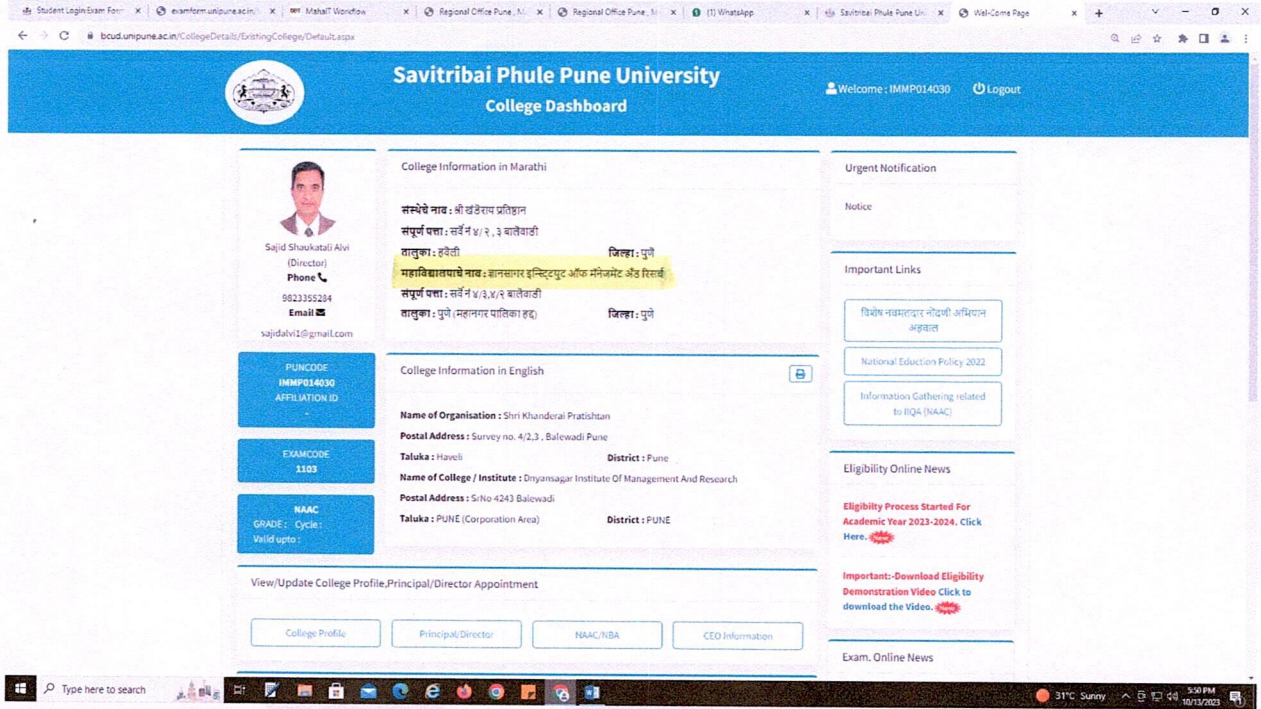 Student Login:Exam Form
examform.unipune.ac.in/
MahaIT Workflow
Regional Office Pune, M
Regional Office Pune, M
(1) WhatsApp
Savitribai Phule Pune Un
Wel-Come Page
bcud.unipune.ac.in/CollegeDetails/ExistingCollege/Default.aspx
Savitribai Phule Pune University
College Dashboard
Welcome : IMMP014030
Logout
Sajid Shaukatali Alvi
(Director)
Phone
9823355284
Email
sajidalvi1@gmail.com
PUNCODE
IMMP014030
AFFILIATION ID
-
EXAMCODE
1103
NAAC
GRADE : Cycle :
Valid upto :
College Information in Marathi
संस्थेचे नाव : श्री खंडेराय प्रतिष्ठान
संपूर्ण पत्ता : सर्वे नं ४/ २ , ३ बालेवाडी
तालुका : हवेली जिल्हा : पुणे
महाविद्यालयाचे नाव : ज्ञानसागर इन्स्टिट्युट ऑफ मॅनेजमेंट अँड रिसर्च
संपूर्ण पत्ता : सर्वे नं ४/३,४/२ बालेवाडी
तालुका : पुणे (महानगर पालिका हद्द) जिल्हा : पुणे
College Information in English
Name of Organisation : Shri Khanderai Pratishtan
Postal Address : Survey no. 4/2,3 , Balewadi Pune
Taluka : Haveli District : Pune
Name of College / Institute : Dnyansagar Institute Of Management And Research
Postal Address : SrNo 4243 Balewadi
Taluka : PUNE (Corporation Area) District : PUNE
View/Update College Profile,Principal/Director Appointment
College Profile
Principal/Director
NAAC/NBA
CEO Information
Urgent Notification
Notice
Important Links
विशेष नवमतदार नोंदणी अभियान
अहवाल
National Eduction Policy 2022
Information Gathering related
to IIQA (NAAC)
Eligibility Online News
Eligibilty Process Started For
Academic Year 2023-2024. Click
Here. New
Important:-Download Eligibility
Demonstration Video Click to
download the Video. New
Exam. Online News
Type here to search
31°C Sunny
5:50 PM
10/13/2023